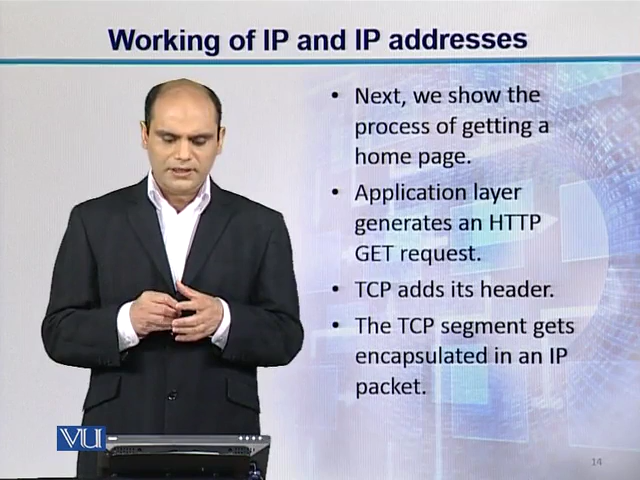 Working of IP and IP addresses
• Next, we show the
process of getting a
home page.
• Application layer
generates an HTTP
GET request.
• TCP adds its header.
• The TCP segment gets
encapsulated in an IP
packet.
VU
14